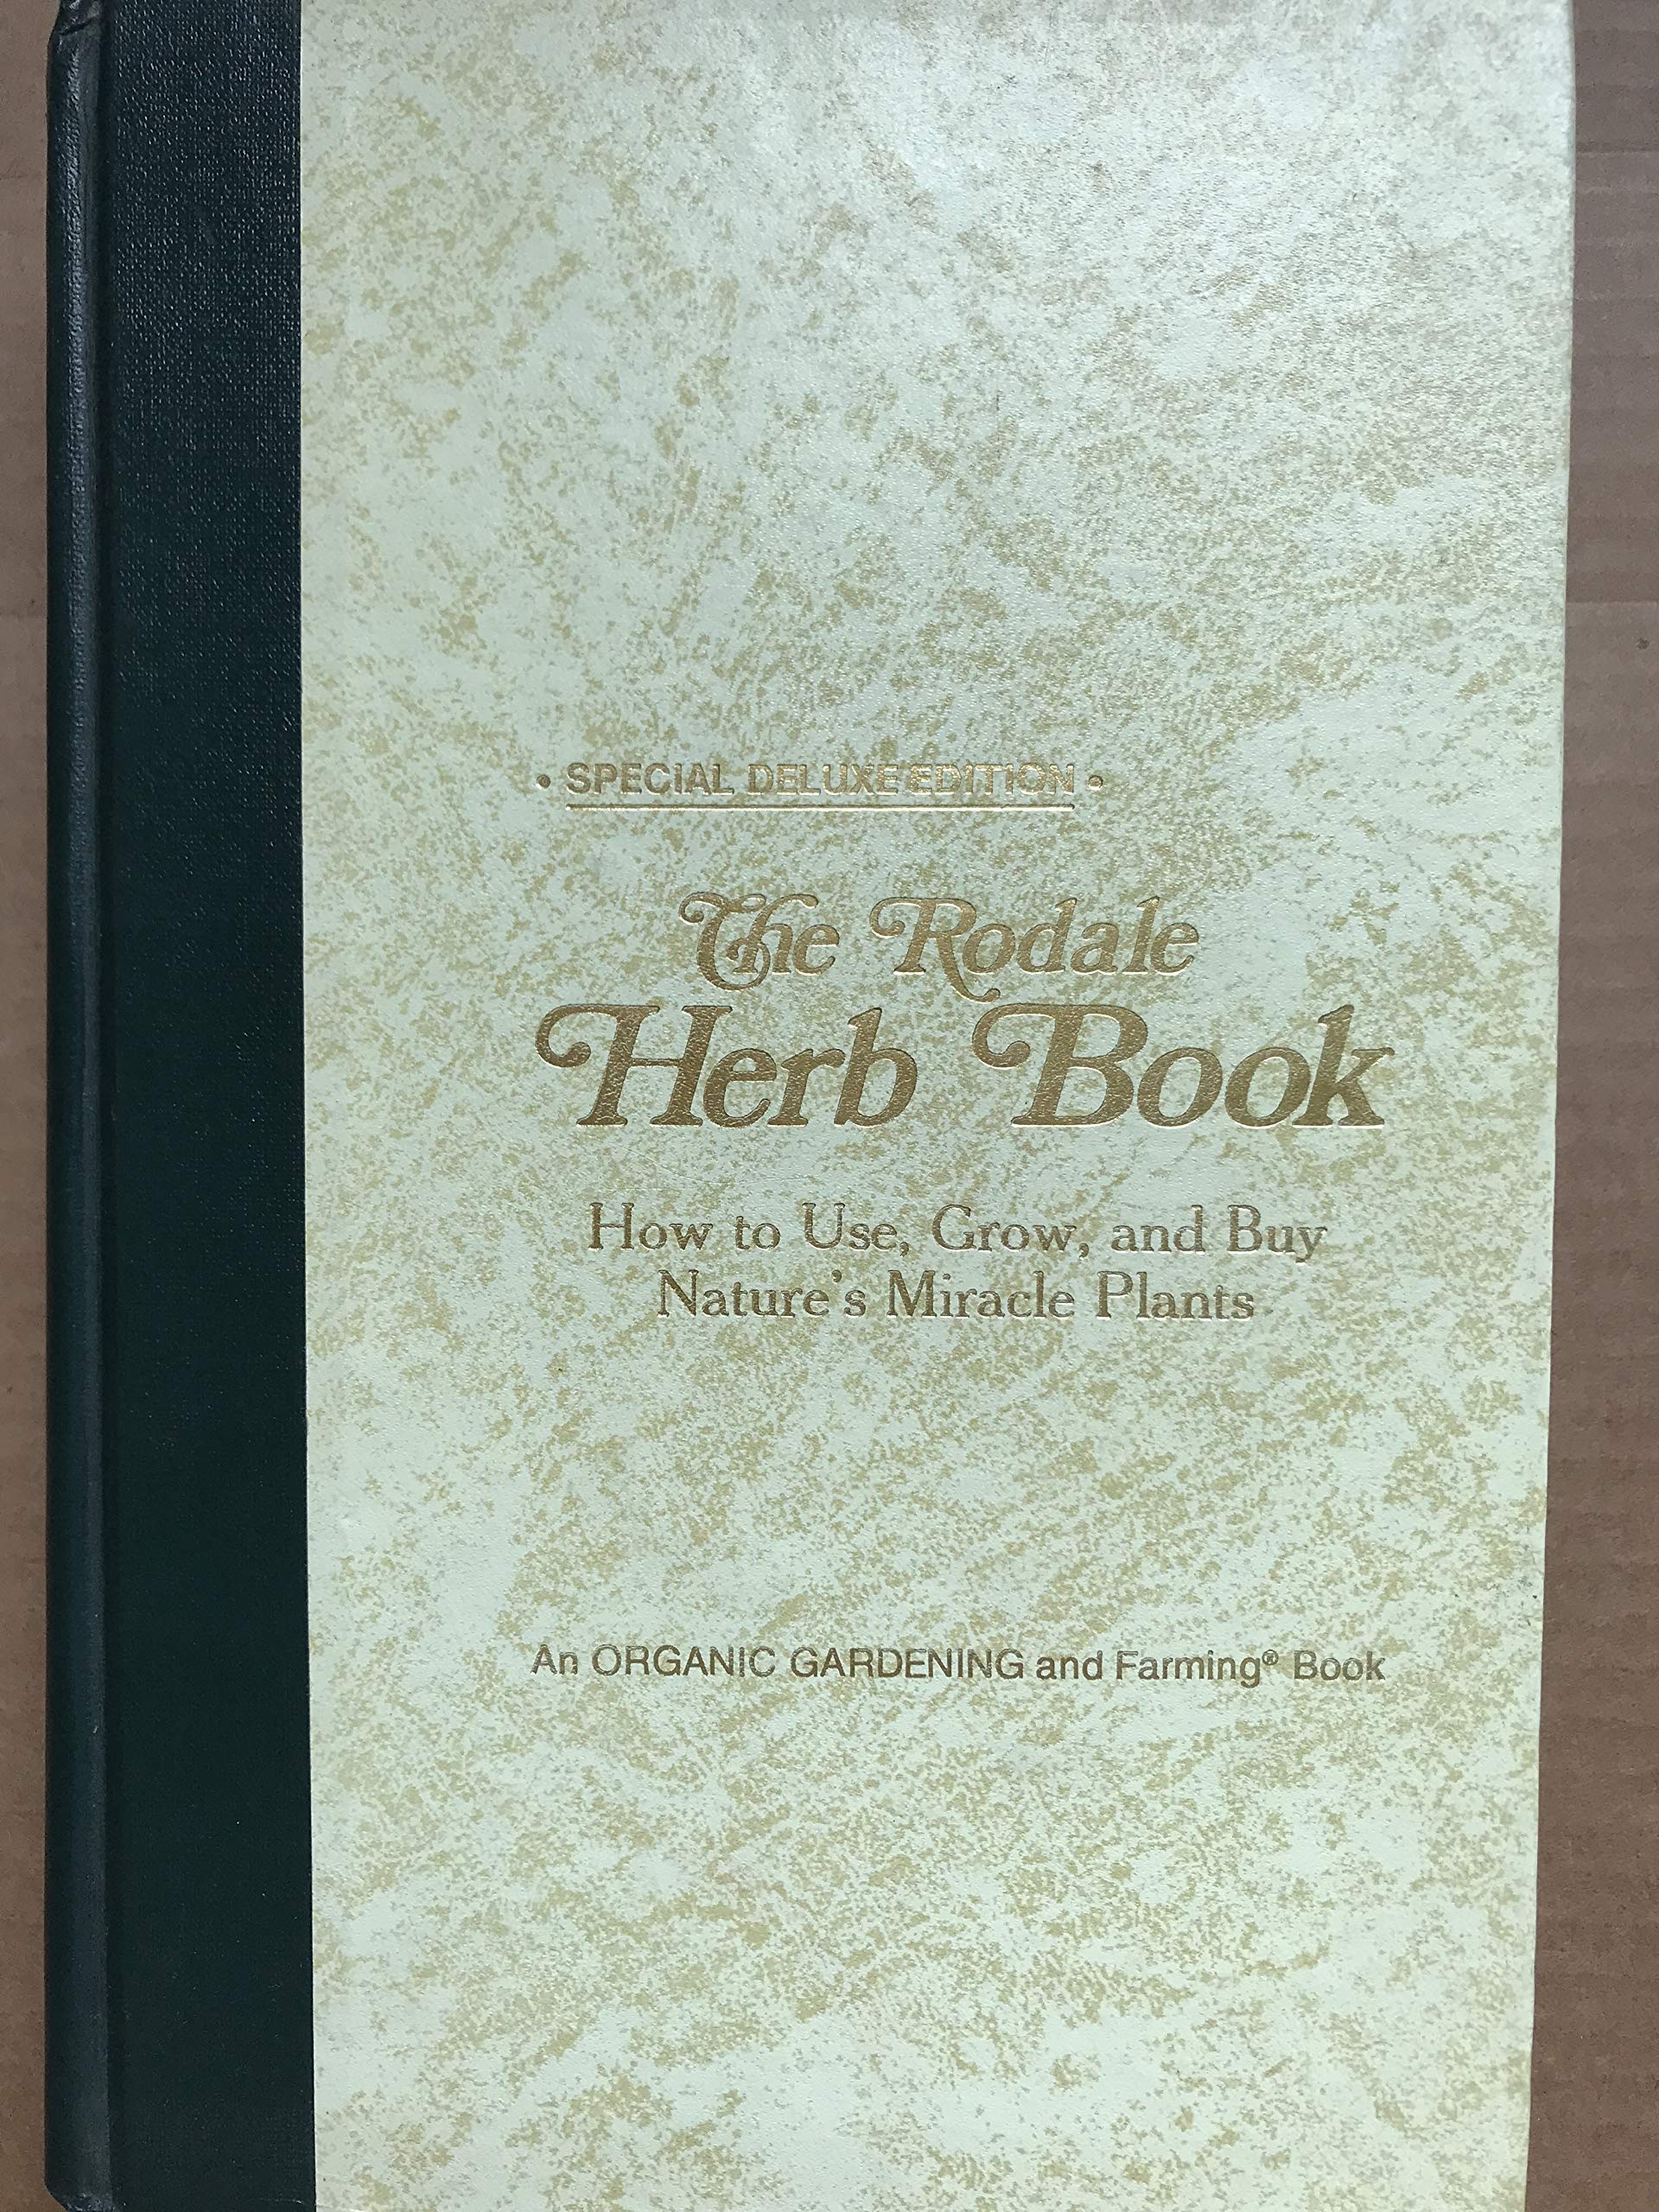 • SPECIAL DELUXE EDITION •
The Rodale
Herb Book
How to Use, Grow, and Buy
Nature's Miracle Plants
An ORGANIC GARDENING and Farming® Book